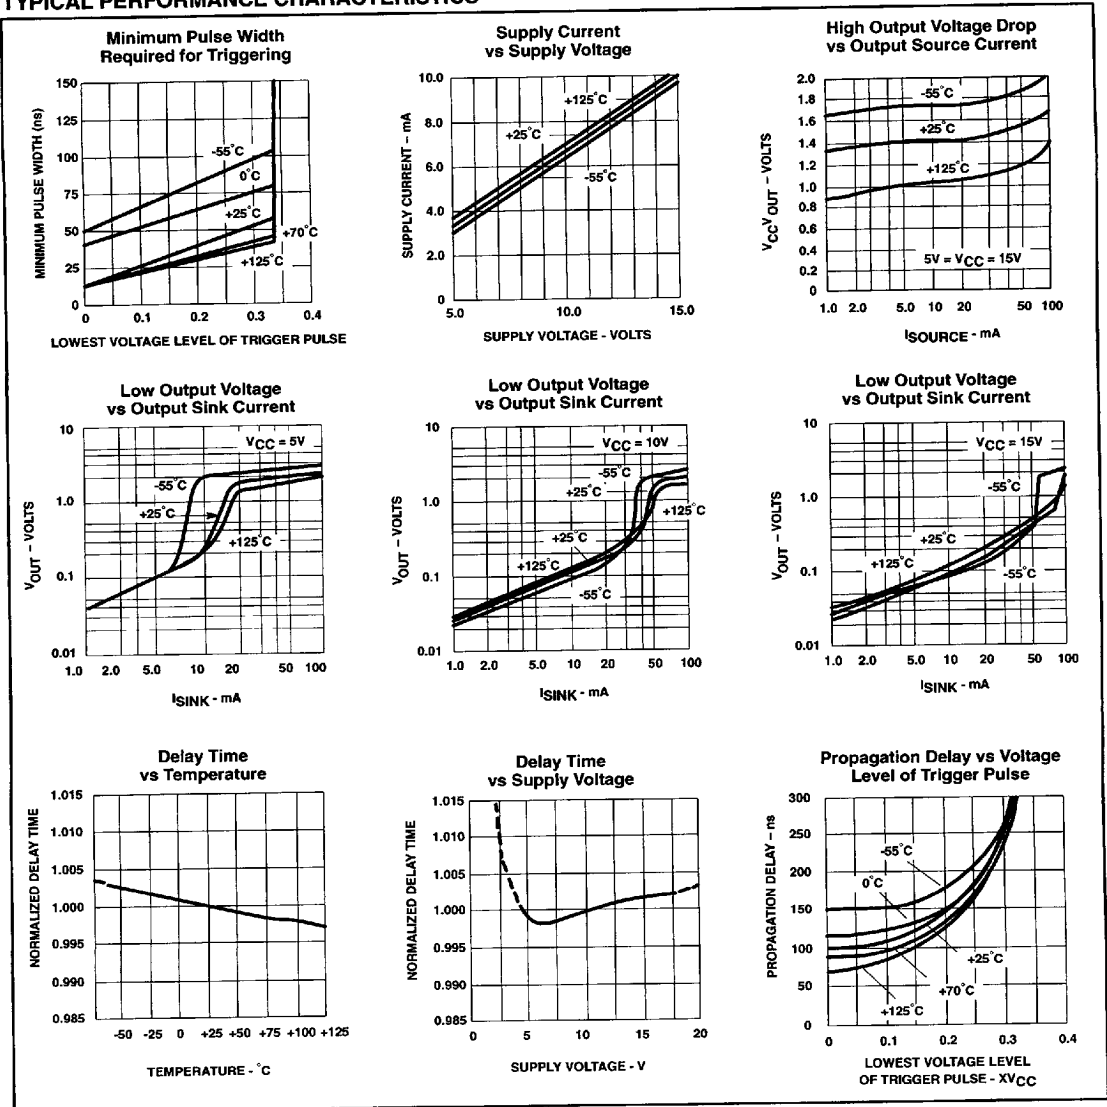 TYPICAL PERFORMANCE CHARACTERISTICS
Minimum Pulse Width
Required for Triggering
MINIMUM PULSE WIDTH (ns)
150
125
100
75
50
25
0
-55°C
0°C
+25°C
+70°C
+125°C
0 0.1 0.2 0.3 0.4
LOWEST VOLTAGE LEVEL OF TRIGGER PULSE
Supply Current
vs Supply Voltage
SUPPLY CURRENT – mA
10.0
8.0
6.0
4.0
2.0
0
+125°C
+25°C
-55°C
5.0 10.0 15.0
SUPPLY VOLTAGE - VOLTS
High Output Voltage Drop
vs Output Source Current
VCCVOUT – VOLTS
2.0
1.8
1.6
1.4
1.2
1.0
0.8
0.6
0.4
0.2
0
-55°C
+25°C
+125°C
5V = VCC = 15V
1.0 2.0 5.0 10 20 50 100
ISOURCE - mA
Low Output Voltage
vs Output Sink Current
VOUT – VOLTS
10
1.0
0.1
0.01
VCC = 5V
-55°C
+25°C
+125°C
1.0 2.0 5.0 10 20 50 100
ISINK - mA
Low Output Voltage
vs Output Sink Current
VOUT – VOLTS
10
1.0
0.1
0.01
VCC = 10V
-55°C
+25°C
+125°C
+25°C
+125°C
-55°C
1.0 2.0 5.0 10 20 50 100
ISINK - mA
Low Output Voltage
vs Output Sink Current
VOUT – VOLTS
10
1.0
0.1
0.01
VCC = 15V
-55°C
+25°C
+125°C
-55°C
1.0 2.0 5.0 10 20 50 100
ISINK - mA
Delay Time
vs Temperature
NORMALIZED DELAY TIME
1.015
1.010
1.005
1.000
0.995
0.990
0.985
-50 -25 0 +25 +50 +75 +100 +125
TEMPERATURE - °C
Delay Time
vs Supply Voltage
NORMALIZED DELAY TIME
1.015
1.010
1.005
1.000
0.995
0.990
0.985
0 5 10 15 20
SUPPLY VOLTAGE - V
Propagation Delay vs Voltage
Level of Trigger Pulse
PROPAGATION DELAY – ns
300
250
200
150
100
50
0
-55°C
0°C
+25°C
+70°C
+125°C
0 0.1 0.2 0.3 0.4
LOWEST VOLTAGE LEVEL
OF TRIGGER PULSE - XVCC